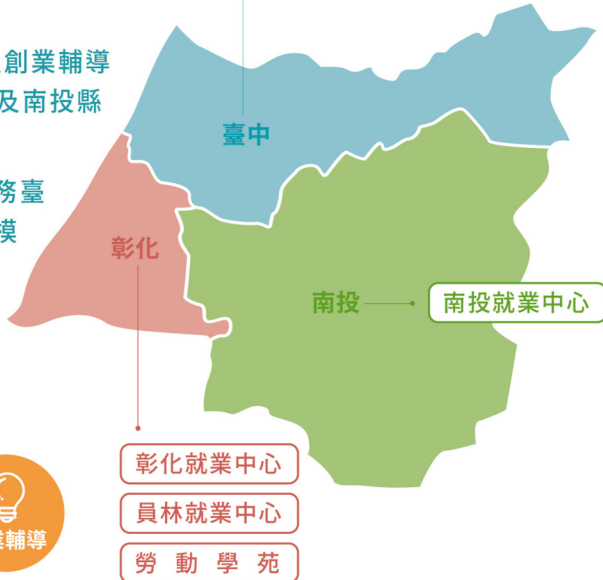 創業輔導
及南投縣
務臺
模
臺中
彰化
南投
南投就業中心
彰化就業中心
員林就業中心
勞動學苑
業輔導